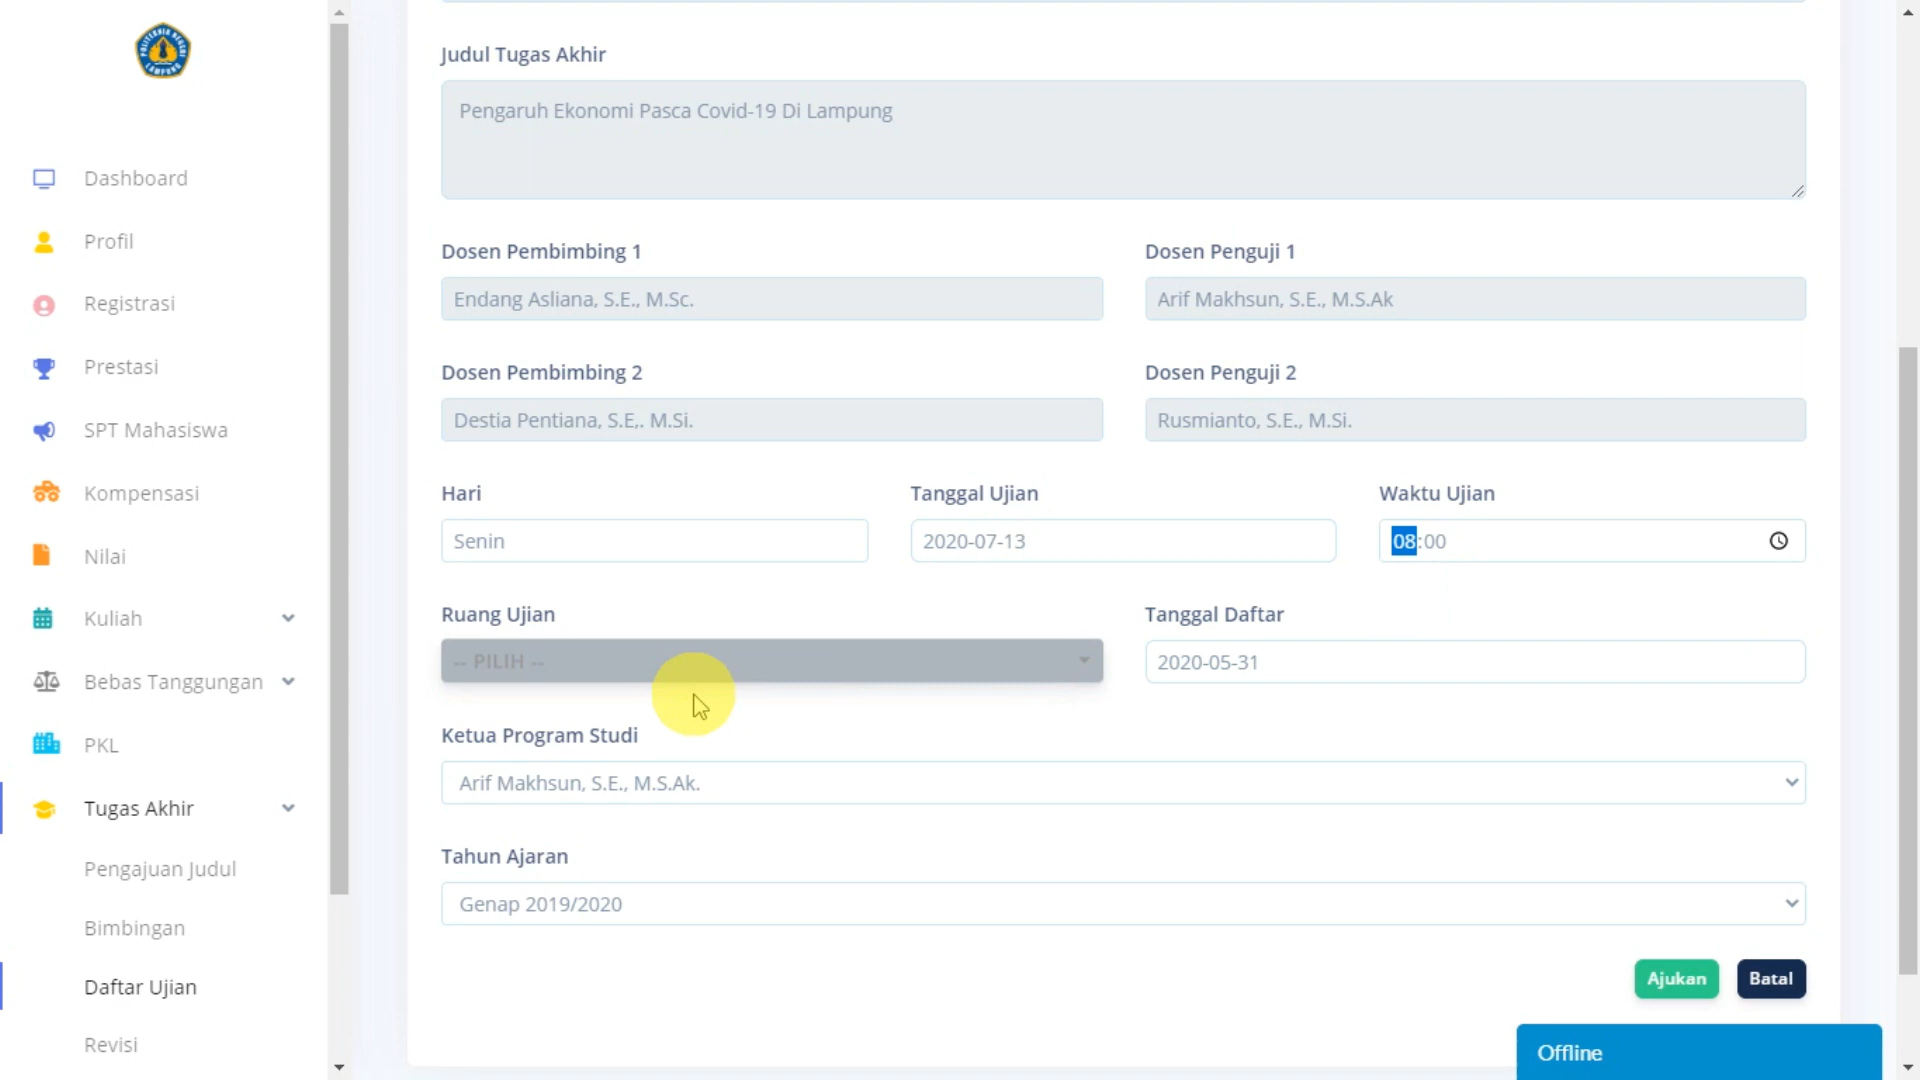 POLITEKNIK NEGERI LAMPUNG
Dashboard
Profil
Registrasi
Prestasi
SPT Mahasiswa
Kompensasi
Nilai
Kuliah
Bebas Tanggungan
PKL
Tugas Akhir
Pengajuan Judul
Bimbingan
Daftar Ujian
Revisi
Judul Tugas Akhir
Pengaruh Ekonomi Pasca Covid-19 Di Lampung
Dosen Pembimbing 1
Endang Asliana, S.E., M.Sc.
Dosen Penguji 1
Arif Makhsun, S.E., M.S.Ak
Dosen Pembimbing 2
Destia Pentiana, S.E,. M.Si.
Dosen Penguji 2
Rusmianto, S.E., M.Si.
Hari
Senin
Tanggal Ujian
2020-07-13
Waktu Ujian
08:00
Ruang Ujian
-- PILIH --
Tanggal Daftar
2020-05-31
Ketua Program Studi
Arif Makhsun, S.E., M.S.Ak.
Tahun Ajaran
Genap 2019/2020
Ajukan
Batal
Offline